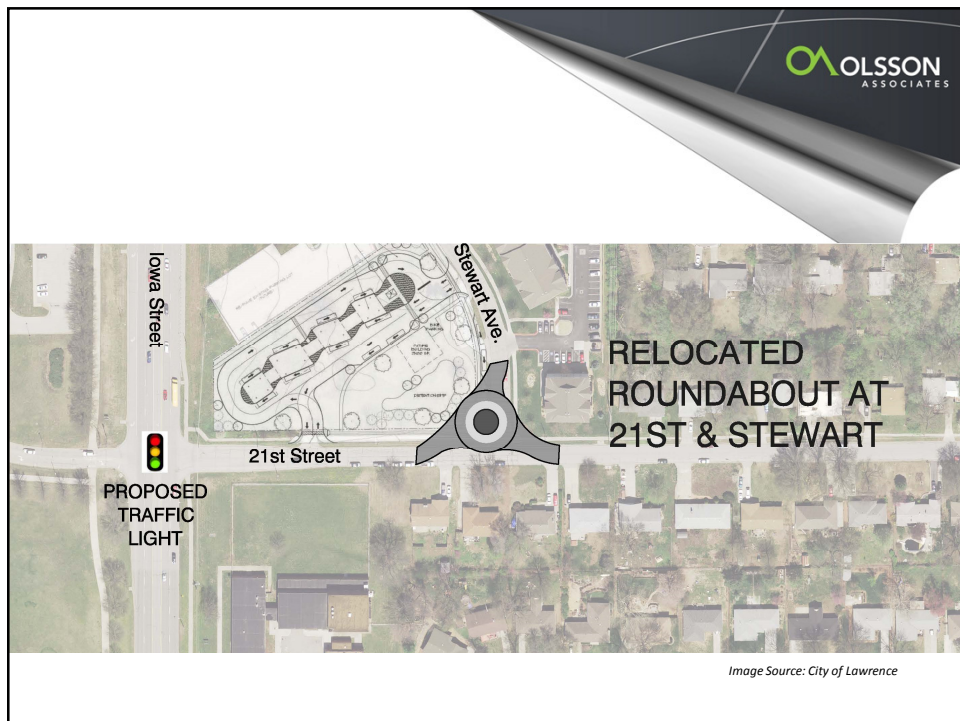 OLSSON
ASSOCIATES
Iowa Street
Stewart Ave.
RELOCATED
ROUNDABOUT AT
21ST & STEWART
21st Street
PROPOSED
TRAFFIC
LIGHT
Image Source: City of Lawrence